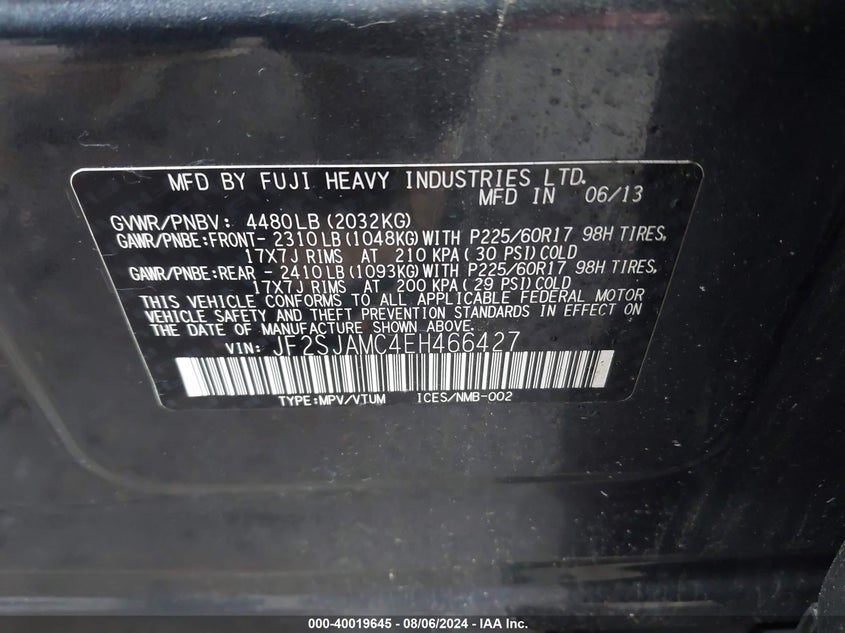 MFD BY FUJI HEAVY INDUSTRIES LTD.
MFD IN 06/13
GVWR/PNBV: 4480LB (2032KG)
GAWR/PNBE:FRONT- 2310LB (1048KG) WITH P225/60R17 98H TIRES,
17X7J RIMS AT 210 KPA ( 30 PSI) COLD
GAWR/PNBE:REAR - 2410LB (1093KG) WITH P225/60R17 98H TIRES,
17X7J RIMS AT 200 KPA ( 29 PSI) COLD
THIS VEHICLE CONFORMS TO ALL APPLICABLE FEDERAL MOTOR
VEHICLE SAFETY AND THEFT PREVENTION STANDARDS IN EFFECT ON
THE DATE OF MANUFACTURE SHOWN ABOVE.
VIN: JF2SJAMC4EH466427
TYPE:MPV/VTUM ICES/NMB-002
000-40019645 - 08/06/2024 - IAA Inc.